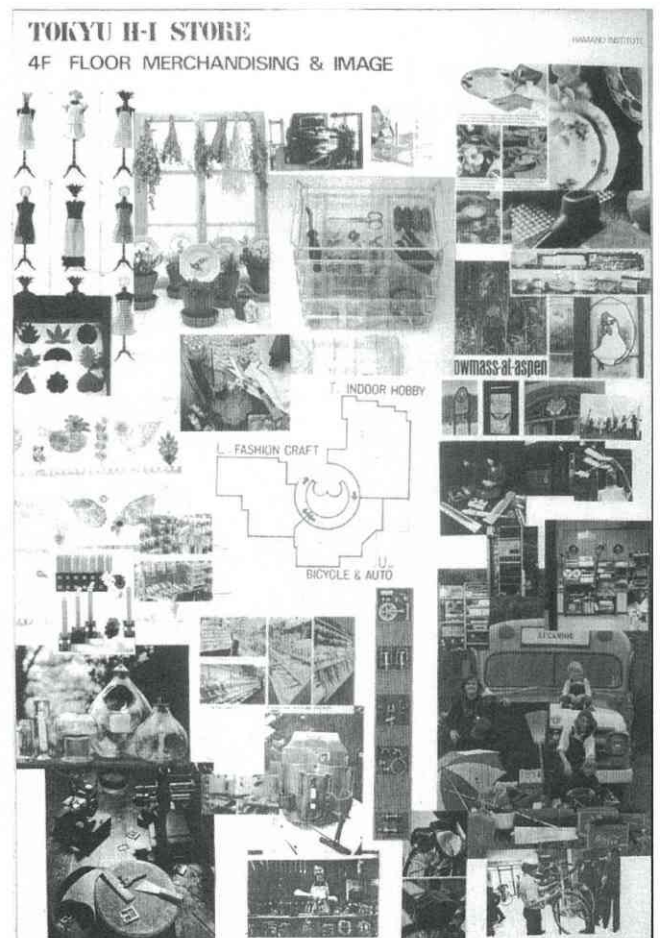 TOKYU H-I STORE
HAMANO INSTITUTE
4F FLOOR MERCHANDISING & IMAGE
owmass-at-aspen
T. INDOOR HOBBY
L. FASHION CRAFT
U.
BICYCLE & AUTO